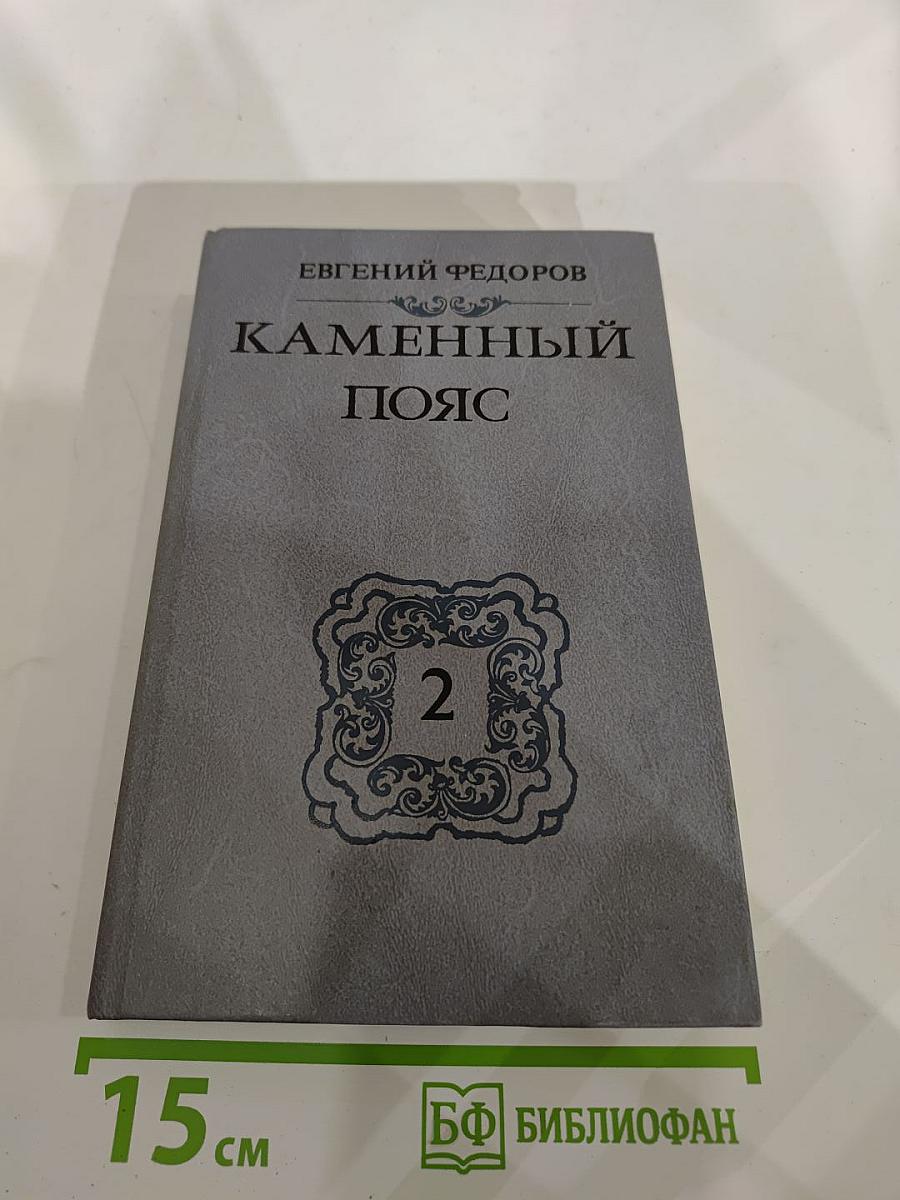 ЕВГЕНИЙ ФЕДОРОВ
КАМЕННЫЙ
ПОЯС
2
15 см
БФ БИБЛИОФАН